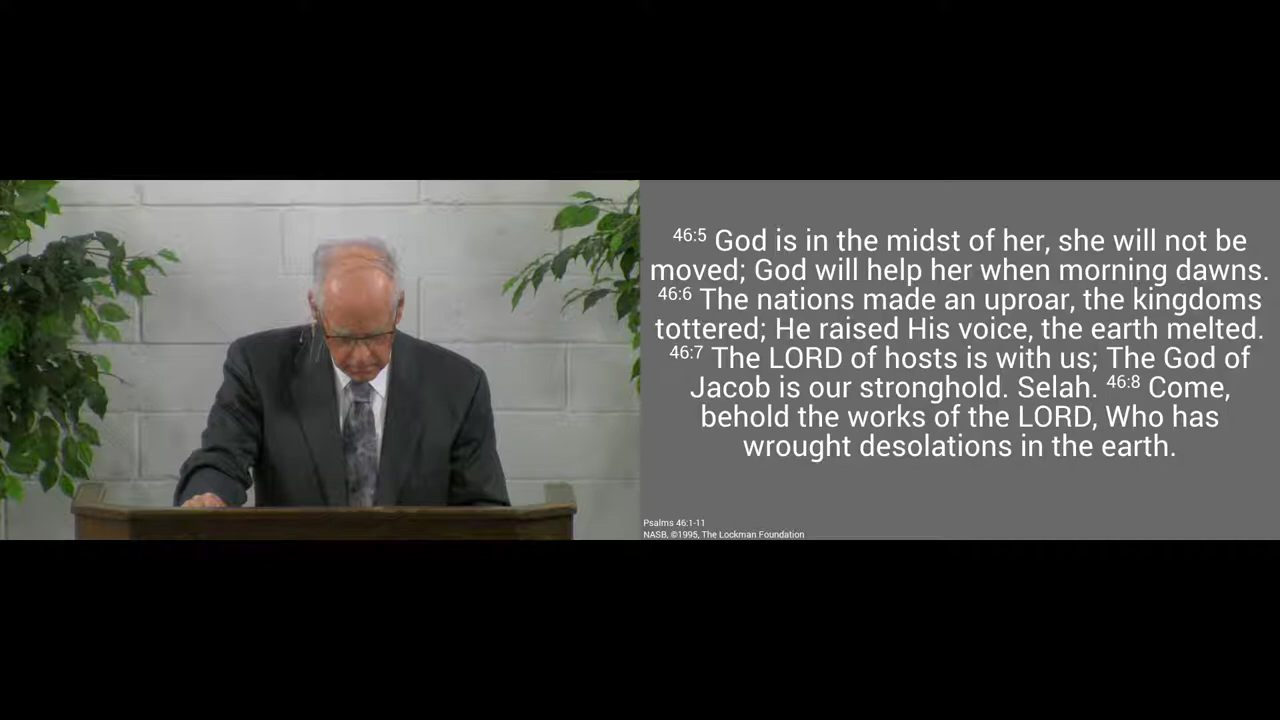 46:5 God is in the midst of her, she will not be
moved; God will help her when morning dawns.
46:6 The nations made an uproar, the kingdoms
tottered; He raised His voice, the earth melted.
46:7 The LORD of hosts is with us; The God of
Jacob is our stronghold. Selah. 46:8 Come,
behold the works of the LORD, Who has
wrought desolations in the earth.
Psalms 46:1-11
NASB, ©1995, The Lockman Foundation